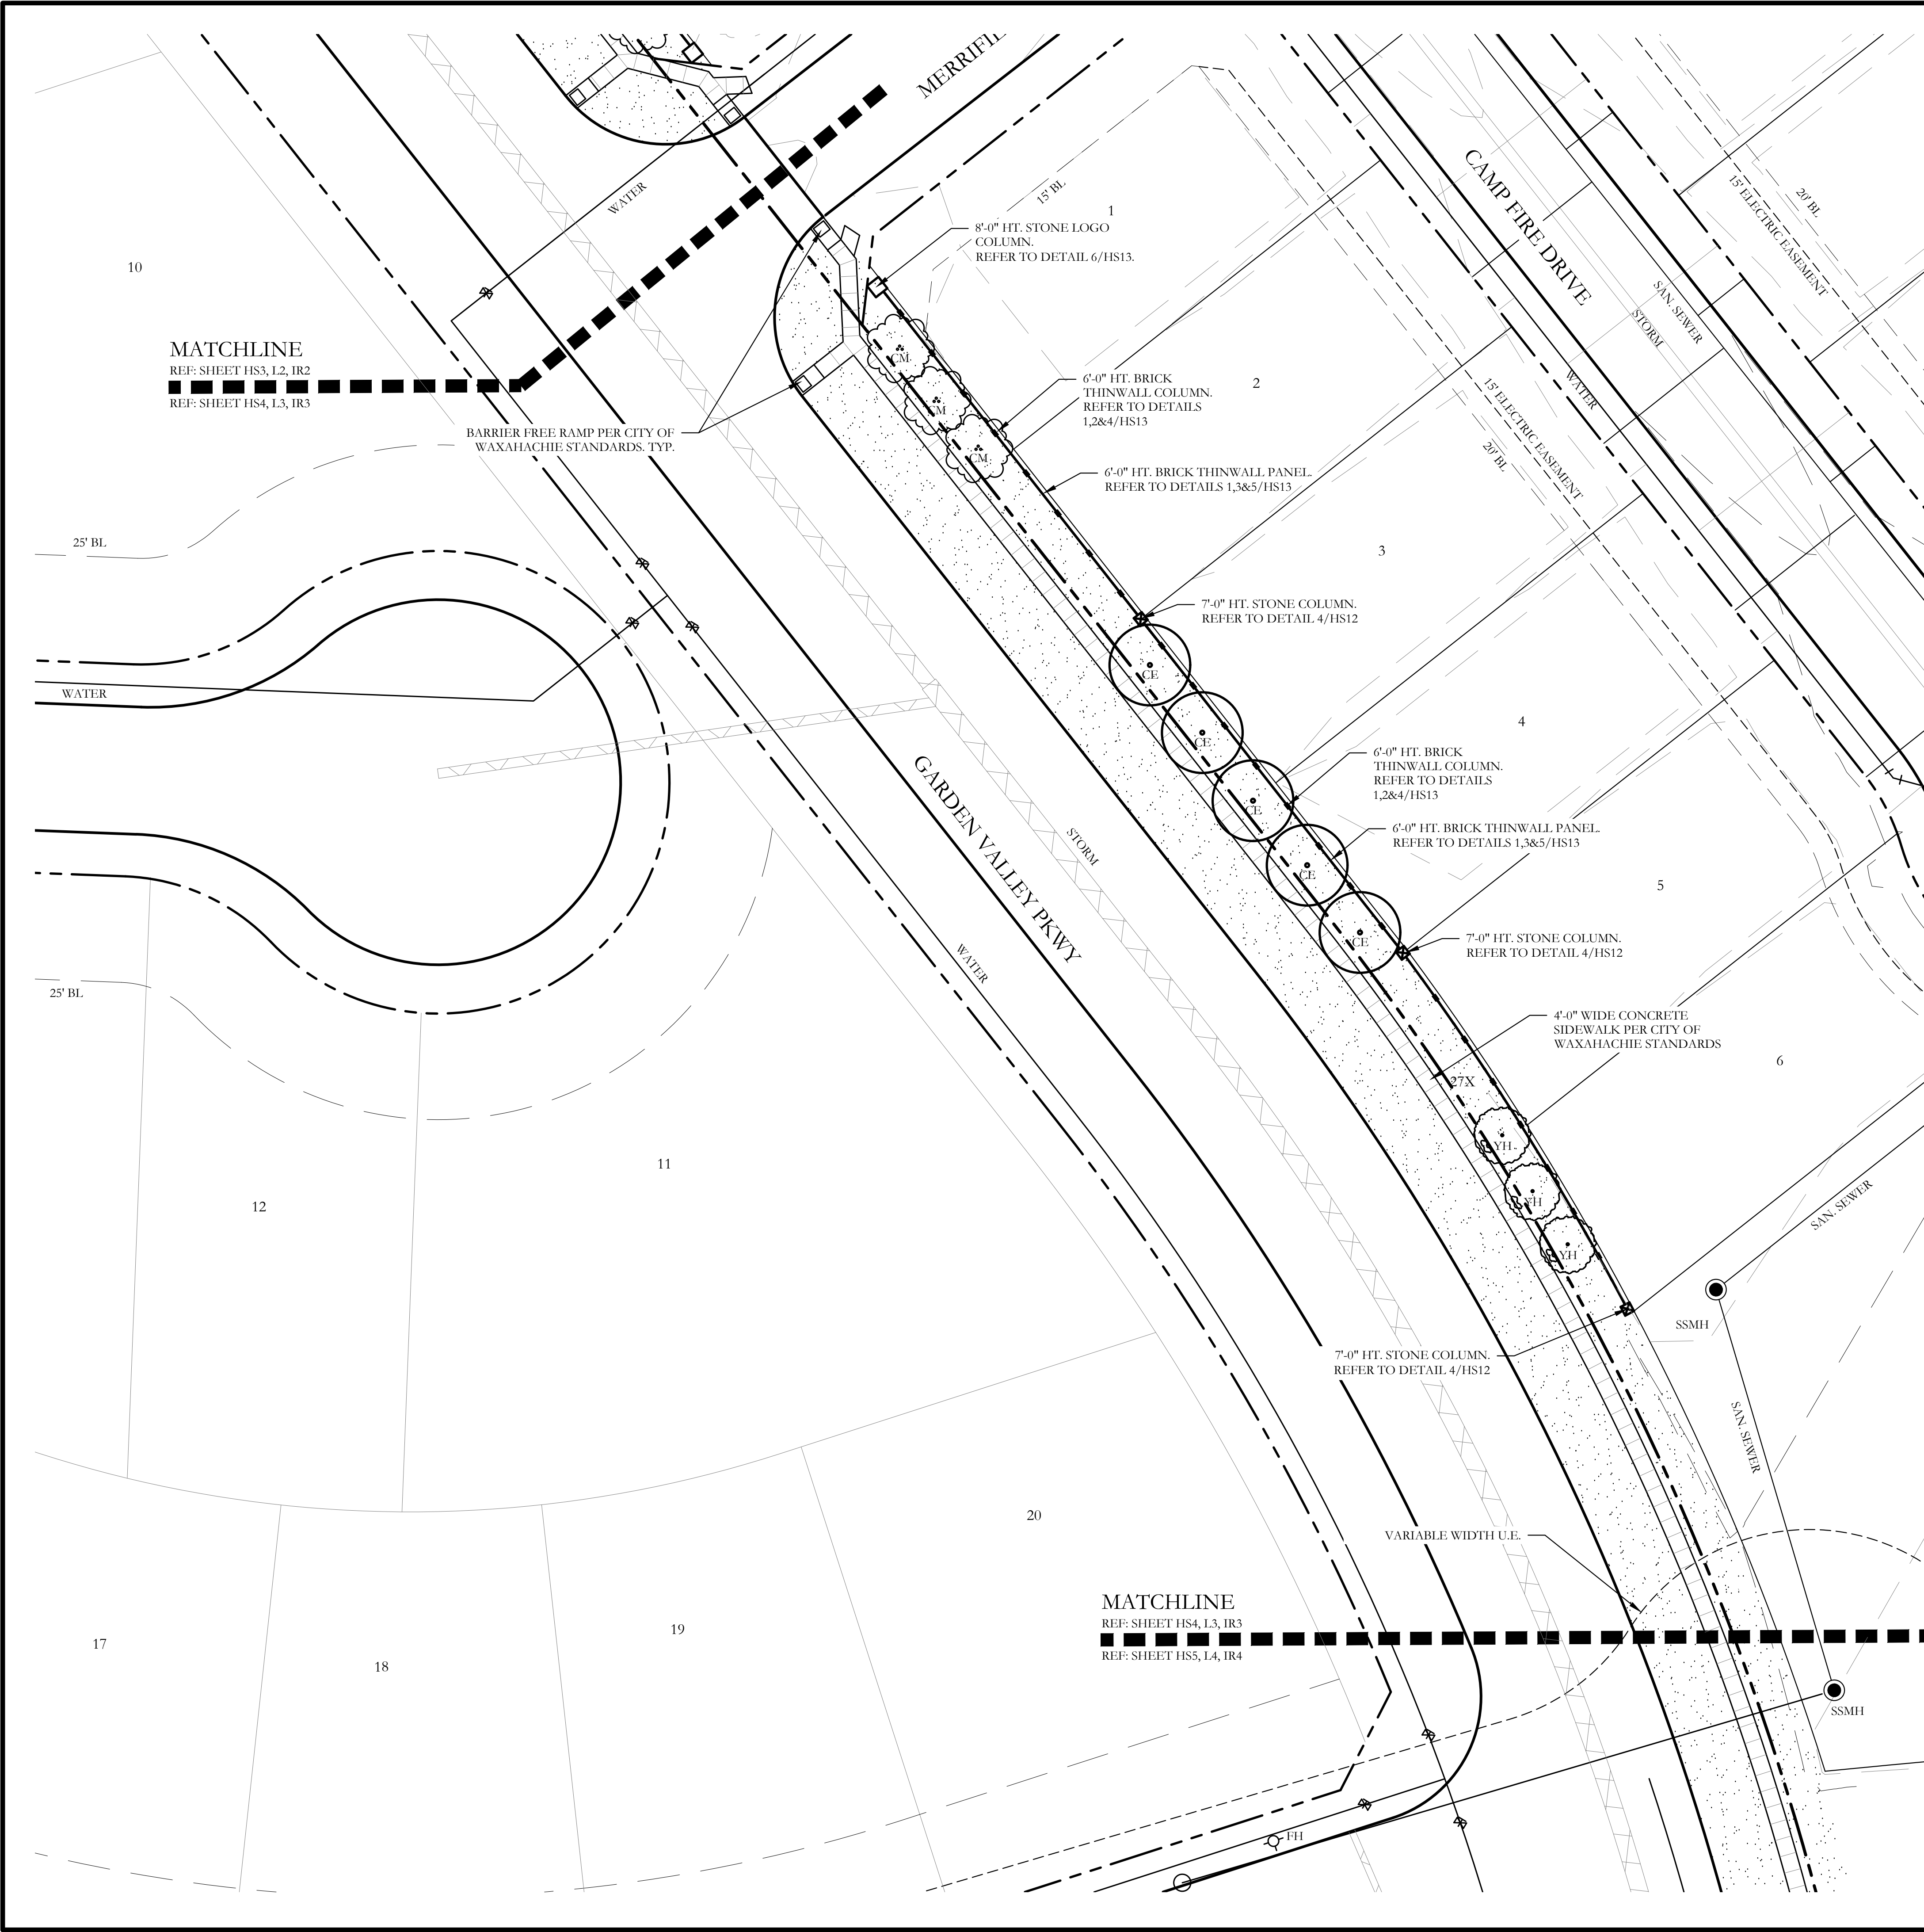 MERRIFIE
WATER
15' BL
1
8'-0" HT. STONE LOGO
COLUMN.
REFER TO DETAIL 6/HS13.
CAMP FIRE DRIVE
15' ELECTRIC EASEMENT
20' BL
SAN. SEWER
STORM
10
MATCHLINE
REF: SHEET HS3, L2, IR2
REF: SHEET HS4, L3, IR3
CM
CM
CM
6'-0" HT. BRICK
THINWALL COLUMN.
REFER TO DETAILS
1,2&4/HS13
2
WATER
15' ELECTRIC EASEMENT
20' BL
BARRIER FREE RAMP PER CITY OF
WAXAHACHIE STANDARDS. TYP.
6'-0" HT. BRICK THINWALL PANEL.
REFER TO DETAILS 1,3&5/HS13
25' BL
3
7'-0" HT. STONE COLUMN.
REFER TO DETAIL 4/HS12
WATER
CE
CE
CE
CE
CE
4
6'-0" HT. BRICK
THINWALL COLUMN.
REFER TO DETAILS
1,2&4/HS13
GARDEN VALLEY PKWY
STORM
6'-0" HT. BRICK THINWALL PANEL.
REFER TO DETAILS 1,3&5/HS13
5
WATER
7'-0" HT. STONE COLUMN.
REFER TO DETAIL 4/HS12
25' BL
4'-0" WIDE CONCRETE
SIDEWALK PER CITY OF
WAXAHACHIE STANDARDS
6
27X
YH
YH
YH
11
12
SAN. SEWER
SSMH
7'-0" HT. STONE COLUMN.
REFER TO DETAIL 4/HS12
SAN. SEWER
20
VARIABLE WIDTH U.E.
MATCHLINE
REF: SHEET HS4, L3, IR3
REF: SHEET HS5, L4, IR4
17
18
19
SSMH
FH